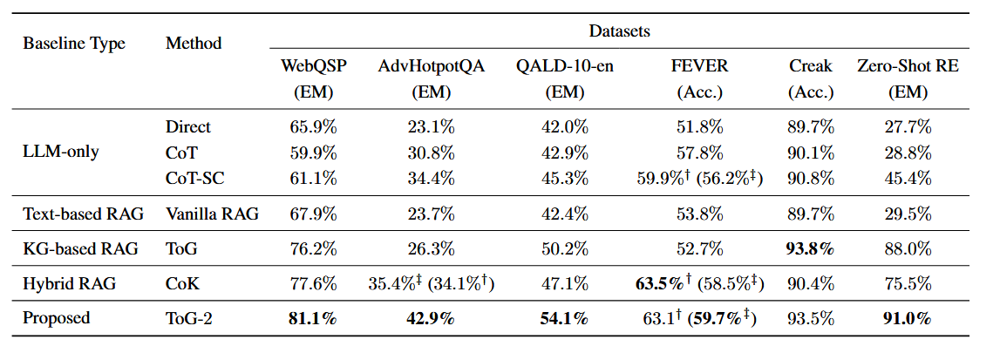 Baseline Type Method Datasets
WebQSP AdvHotpotQA QALD-10-en FEVER Creak Zero-Shot RE
(EM) (EM) (EM) (Acc.) (Acc.) (EM)
LLM-only Direct 65.9% 23.1% 42.0% 51.8% 89.7% 27.7%
CoT 59.9% 30.8% 42.9% 57.8% 90.1% 28.8%
CoT-SC 61.1% 34.4% 45.3% 59.9%† (56.2%‡) 90.8% 45.4%
Text-based RAG Vanilla RAG 67.9% 23.7% 42.4% 53.8% 89.7% 29.5%
KG-based RAG ToG 76.2% 26.3% 50.2% 52.7% 93.8% 88.0%
Hybrid RAG CoK 77.6% 35.4%‡ (34.1%†) 47.1% 63.5%† (58.5%‡) 90.4% 75.5%
Proposed ToG-2 81.1% 42.9% 54.1% 63.1† (59.7%‡) 93.5% 91.0%